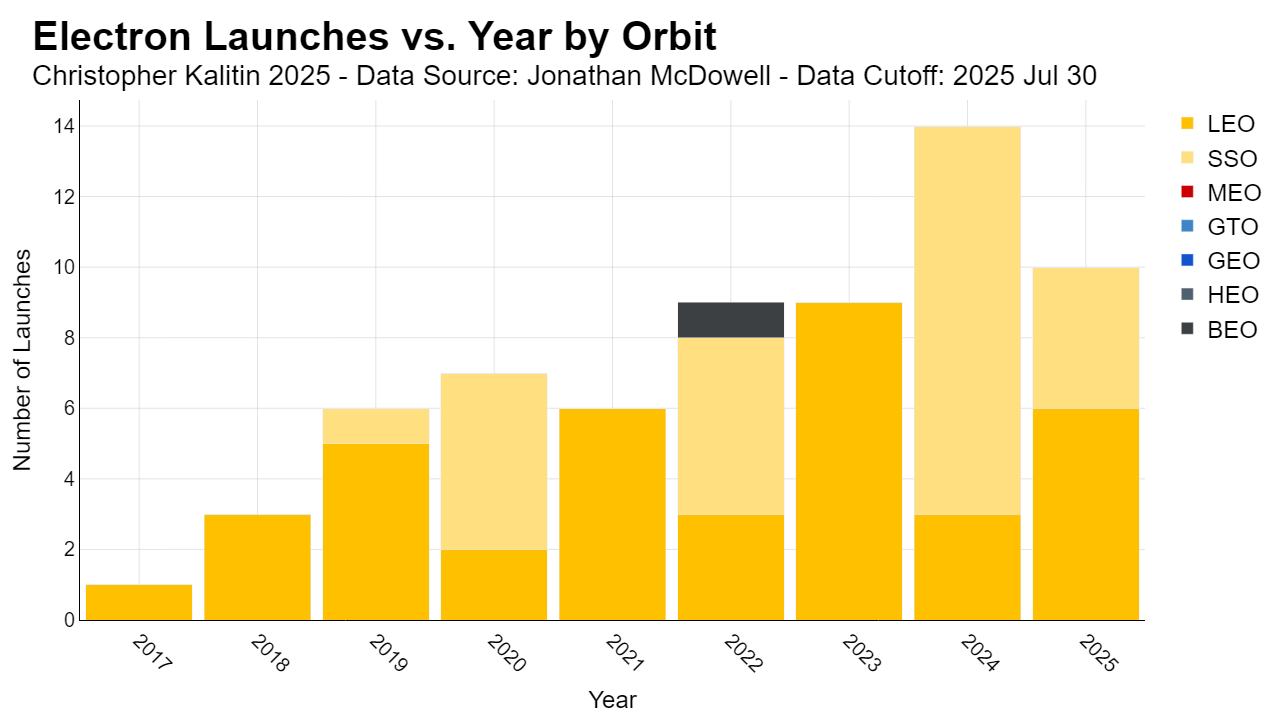 Electron Launches vs. Year by Orbit
Christopher Kalitin 2025 - Data Source: Jonathan McDowell - Data Cutoff: 2025 Jul 30
Number of Launches
14
12
10
8
6
4
2
0
2017
2018
2019
2020
2021
2022
2023
2024
2025
Year
LEO
SSO
MEO
GTO
GEO
HEO
BEO